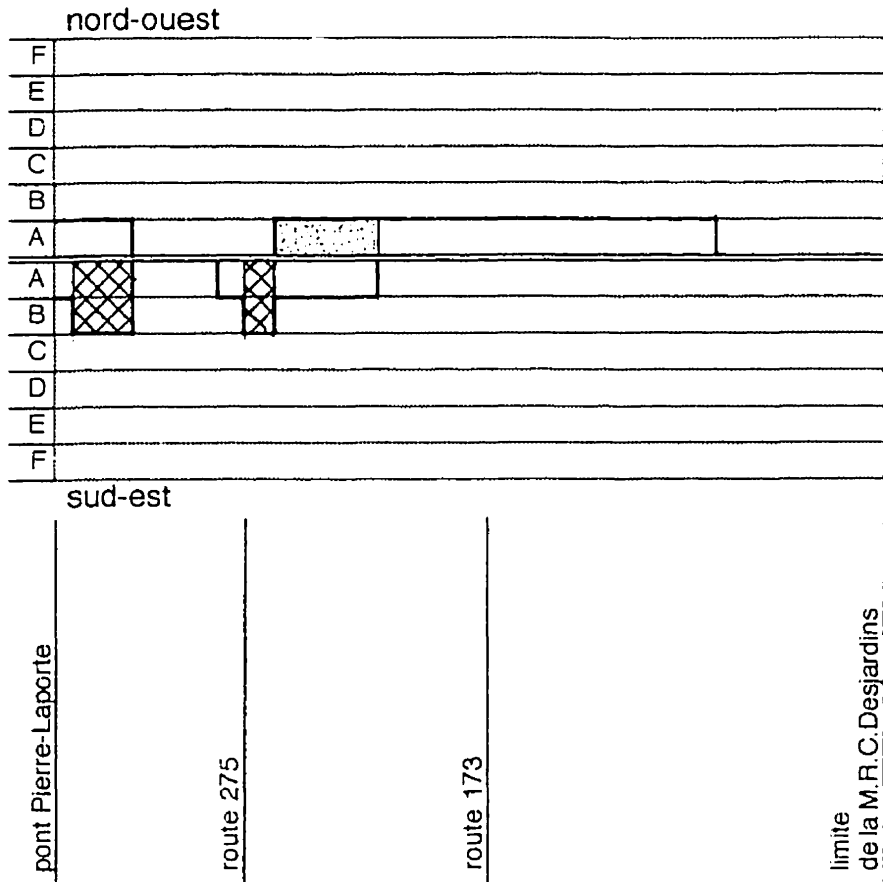 nord-ouest
F
E
D
C
B
A
A
B
C
D
E
F
sud-est
pont Pierre-Laporte
route 275
route 173
limite
de la M.R.C.Desjardins